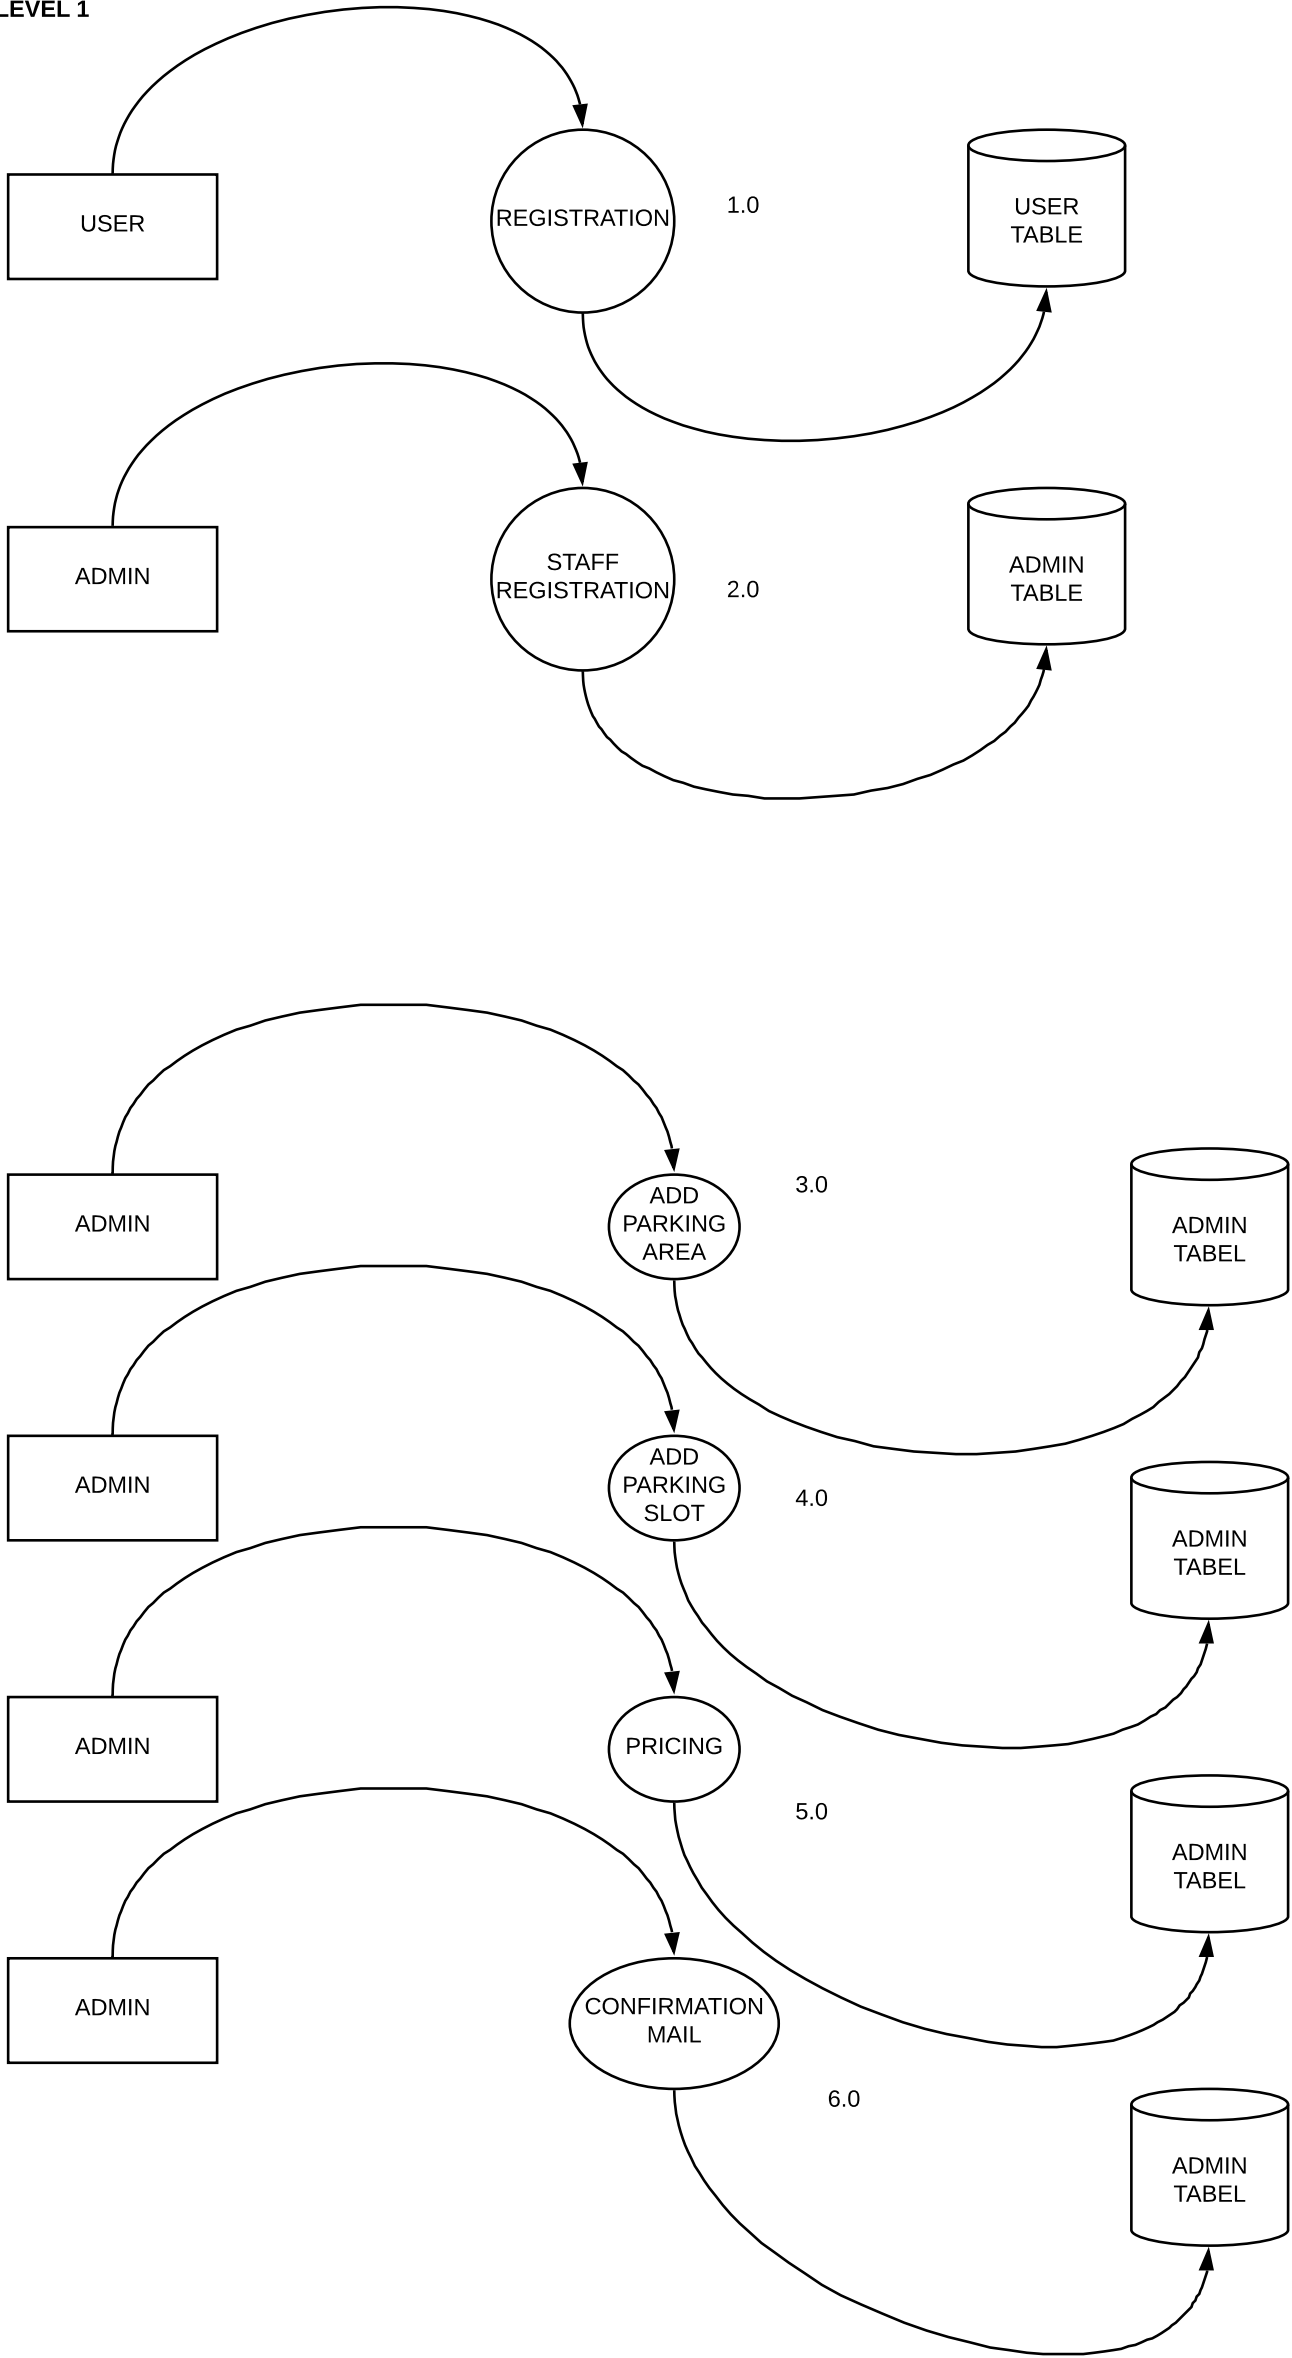 LEVEL 1
USER
REGISTRATION
1.0
USER
TABLE
ADMIN
STAFF
REGISTRATION
2.0
ADMIN
TABLE
ADMIN
ADD
PARKING
AREA
3.0
ADMIN
TABEL
ADMIN
ADD
PARKING
SLOT
4.0
ADMIN
TABEL
ADMIN
PRICING
5.0
ADMIN
TABEL
ADMIN
CONFIRMATION
MAIL
6.0
ADMIN
TABEL